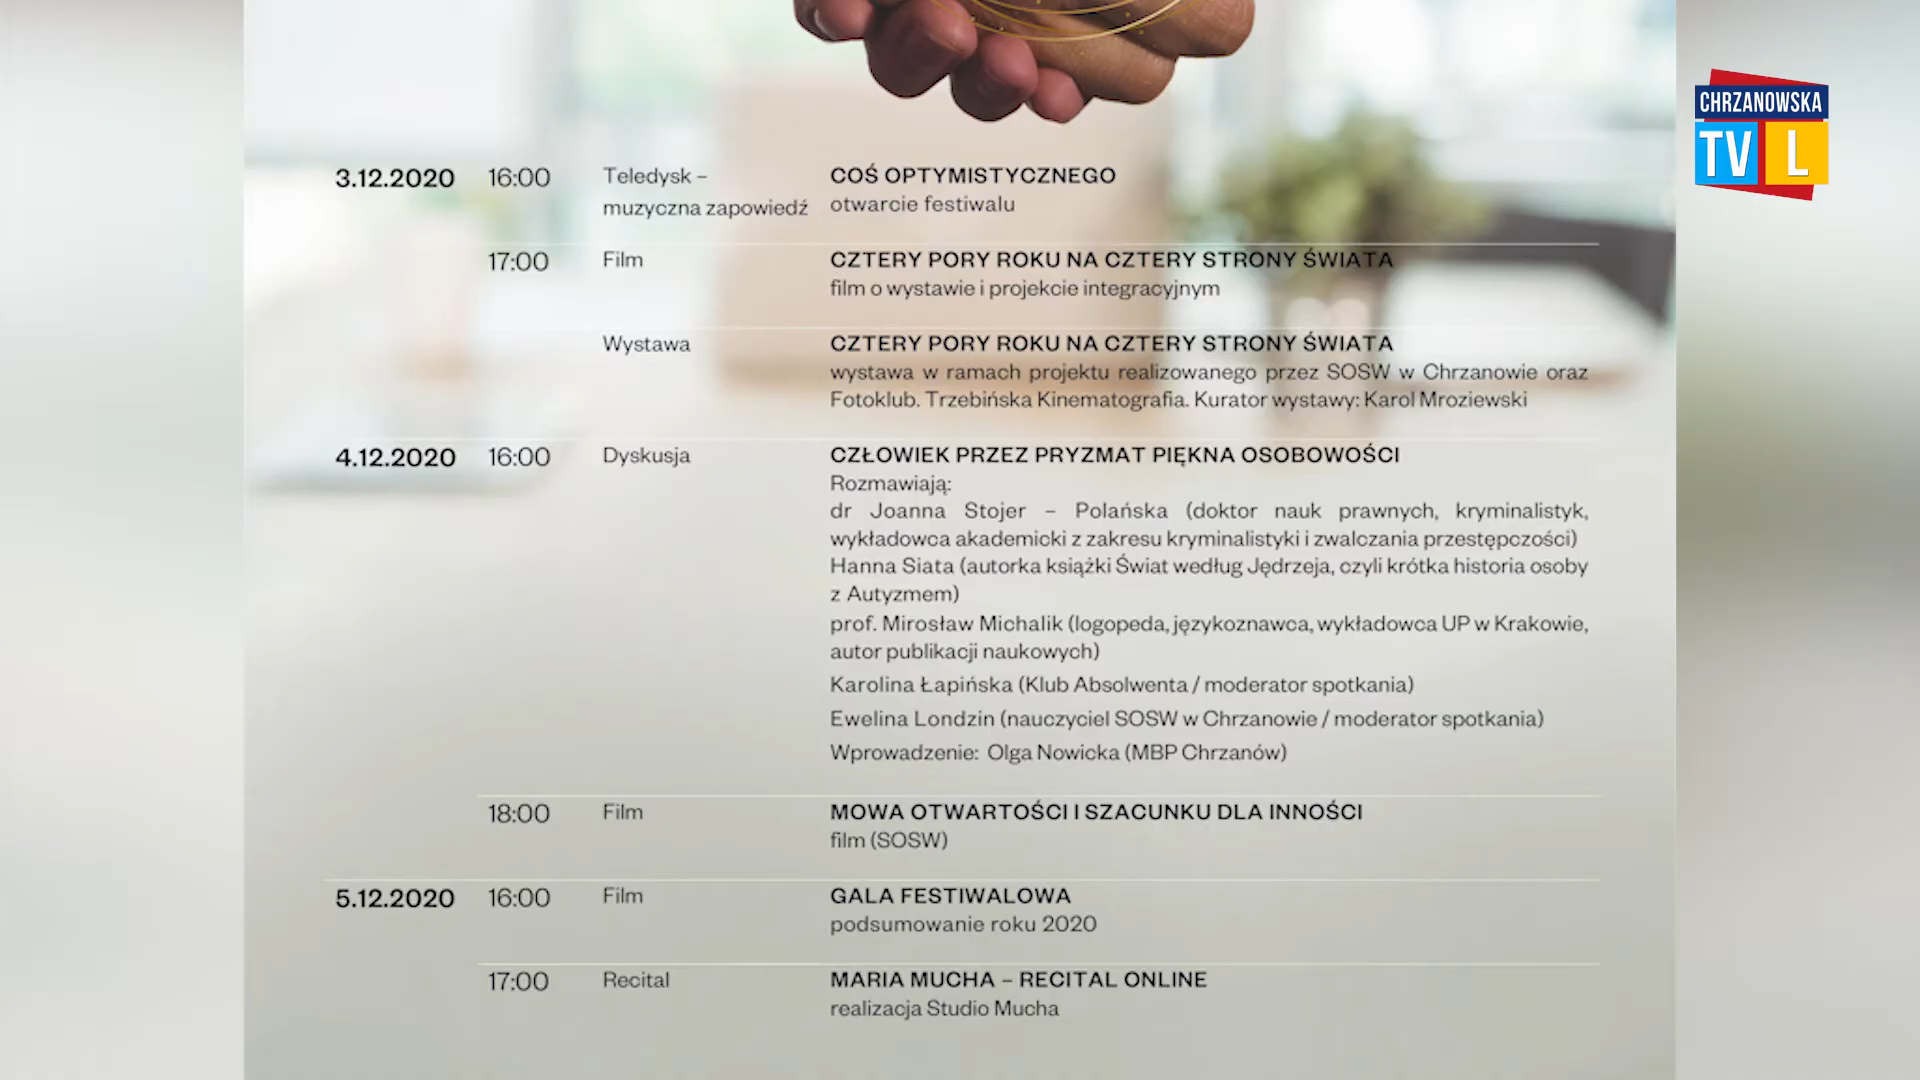 CHRZANOWSKA
TV L
3.12.2020 16:00 Teledysk – COŚ OPTYMISTYCZNEGO
muzyczna zapowiedź otwarcie festiwalu
17:00 Film CZTERY PORY ROKU NA CZTERY STRONY ŚWIATA
film o wystawie i projekcie integracyjnym
Wystawa CZTERY PORY ROKU NA CZTERY STRONY ŚWIATA
wystawa w ramach projektu realizowanego przez SOSW w Chrzanowie oraz
Fotoklub. Trzebińska Kinematografia. Kurator wystawy: Karol Mroziewski
4.12.2020 16:00 Dyskusja CZŁOWIEK PRZEZ PRYZMAT PIĘKNA OSOBOWOŚCI
Rozmawiają:
dr Joanna Stojer – Polańska (doktor nauk prawnych, kryminalistyk,
wykładowca akademicki z zakresu kryminalistyki i zwalczania przestępczości)
Hanna Siata (autorka książki Świat według Jędrzeja, czyli krótka historia osoby
z Autyzmem)
prof. Mirosław Michalik (logopeda, językoznawca, wykładowca UP w Krakowie,
autor publikacji naukowych)
Karolina Łapińska (Klub Absolwenta / moderator spotkania)
Ewelina Londzin (nauczyciel SOSW w Chrzanowie / moderator spotkania)
Wprowadzenie: Olga Nowicka (MBP Chrzanów)
18:00 Film MOWA OTWARTOŚCI I SZACUNKU DLA INNOŚCI
film (SOSW)
5.12.2020 16:00 Film GALA FESTIWALOWA
podsumowanie roku 2020
17:00 Recital MARIA MUCHA – RECITAL ONLINE
realizacja Studio Mucha